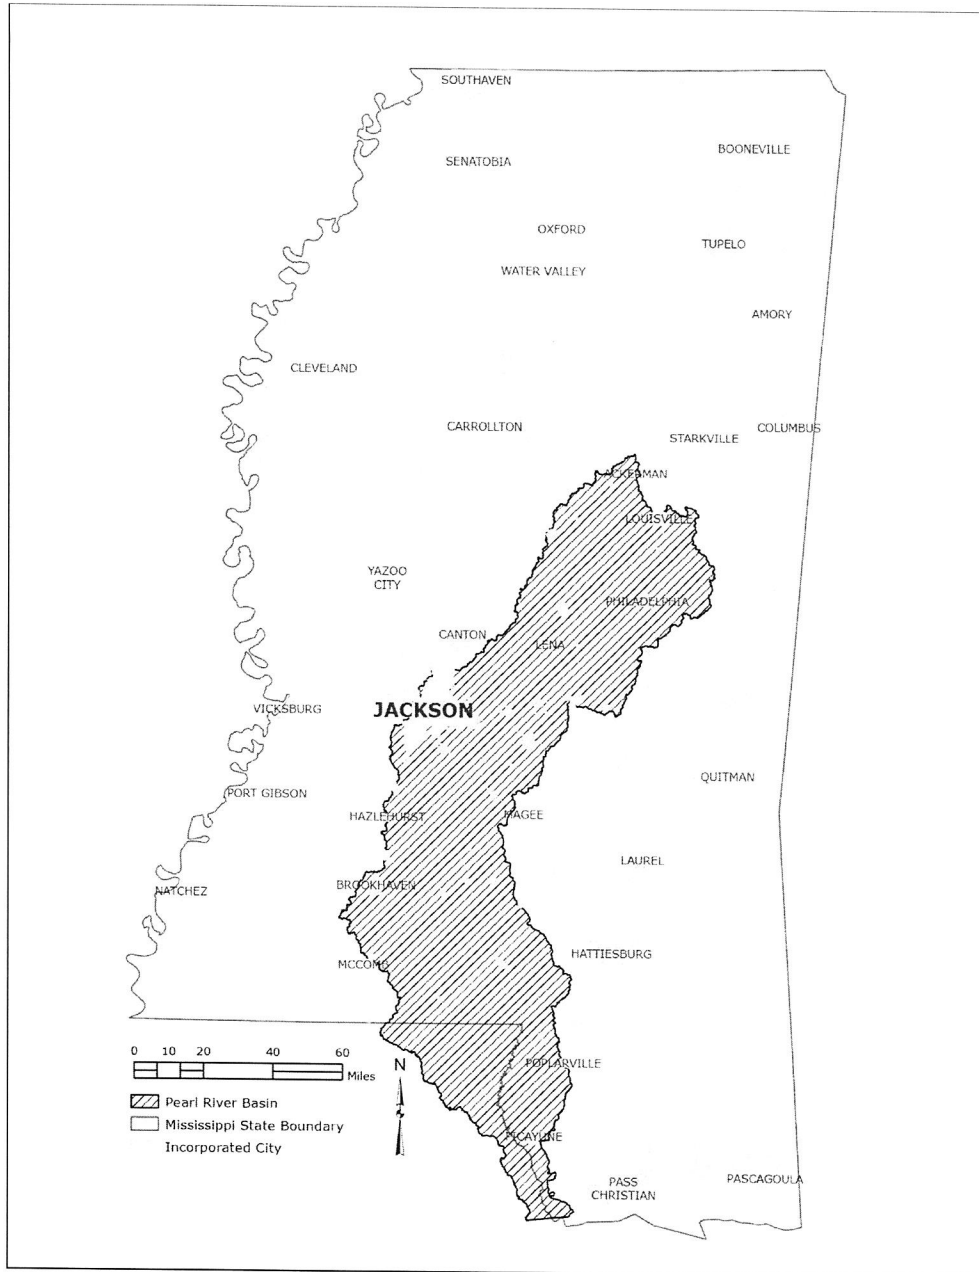 SOUTHAVEN
BOONEVILLE
SENATOBIA
OXFORD
TUPELO
WATER VALLEY
AMORY
CLEVELAND
CARROLLTON
COLUMBUS
STARKVILLE
ACKERMAN
LOUISVILLE
YAZOO
CITY
PHILADELPHIA
CANTON
LENA
VICKSBURG
JACKSON
QUITMAN
PORT GIBSON
HAZLEHURST
MAGEE
LAUREL
BROOKHAVEN
NATCHEZ
HATTIESBURG
MCCOMB
POPLARVILLE
0 10 20 40 60
Miles
N
Pearl River Basin
Mississippi State Boundary
Incorporated City
PICAYUNE
PASS
CHRISTIAN
PASCAGOULA